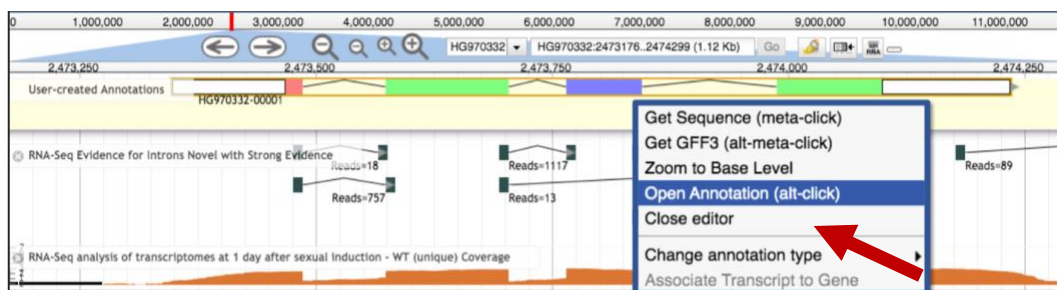 0 1,000,000 2,000,000 3,000,000 4,000,000 5,000,000 6,000,000 7,000,000 8,000,000 9,000,000 10,000,000 11,000,000
HG970332 HG970332:2473176..2474299 (1.12 Kb) Go
2,473,250 2,473,500 2,473,750 2,474,000 2,474,250
User-created Annotations
HG970332-00001
Get Sequence (meta-click)
Get GFF3 (alt-meta-click)
RNA-Seq Evidence for Introns Novel with Strong Evidence
Reads=18 Reads=1117 Zoom to Base Level Reads=89
Open Annotation (alt-click)
Reads=757 Reads=13
Close editor
RNA-Seq analysis of transcriptomes at 1 day after sexual induction - WT (unique) Coverage
Change annotation type
Associate Transcript to Gene